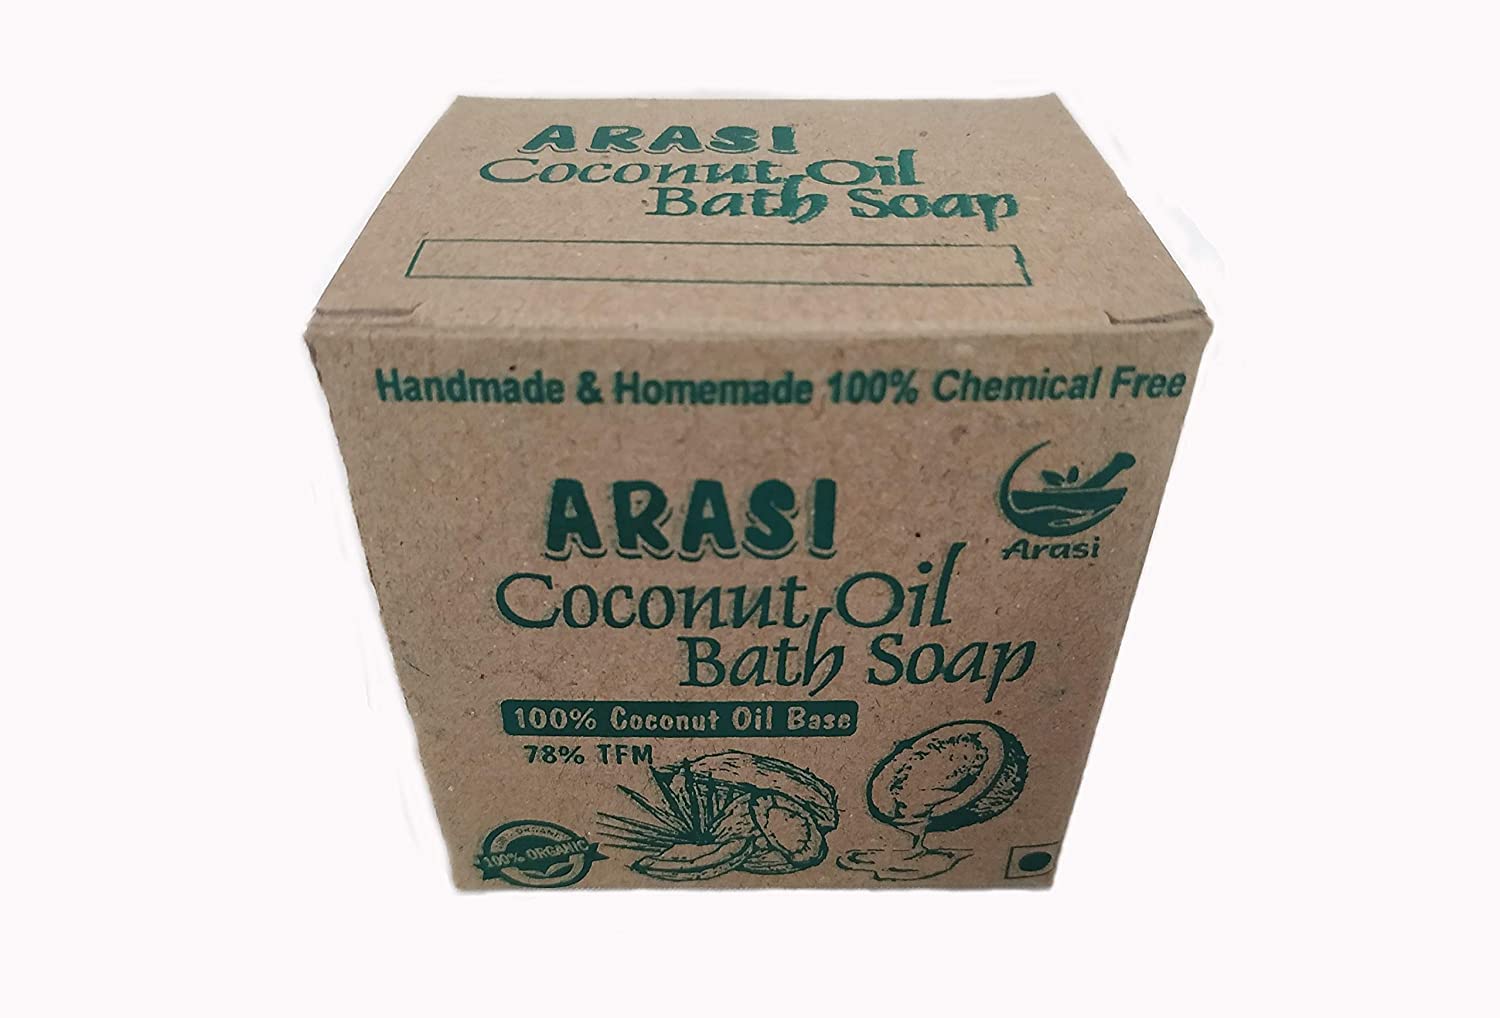 ARASI
Coconut Oil
Bath Soap
Handmade & Homemade 100% Chemical Free
Arasi
ARASI
Coconut Oil
Bath Soap
100% Coconut Oil Base
78% TFM
100% ORGANIC